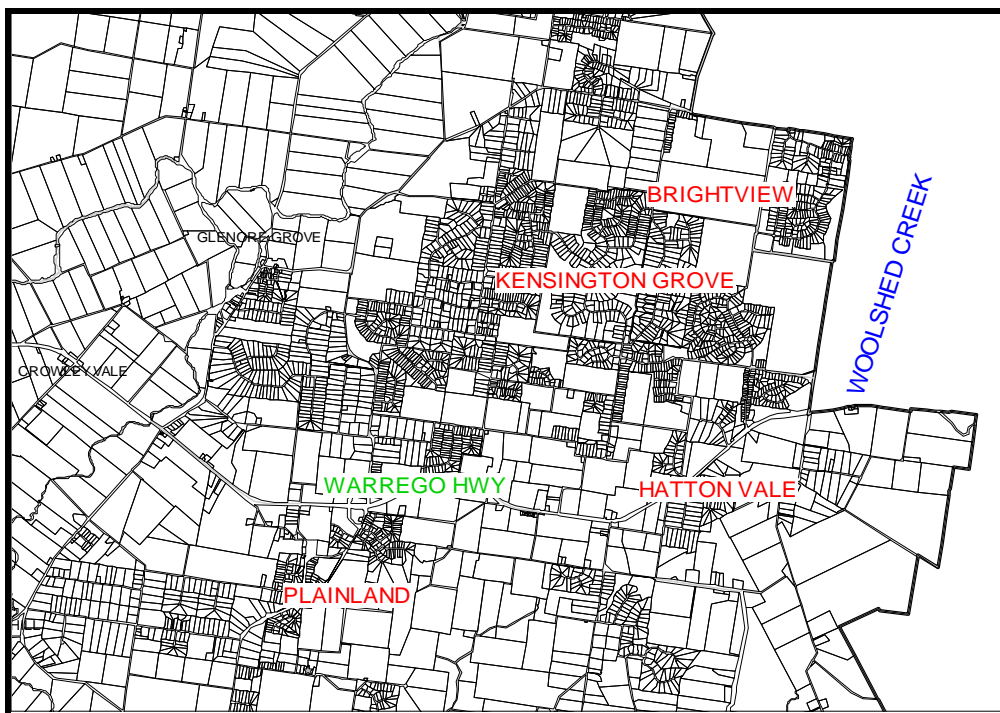 BRIGHTVIEW
WOOLSHED CREEK
GLENORE GROVE
KENSINGTON GROVE
CROWLEY VALE
WARREGO HWY
HATTON VALE
PLAINLAND